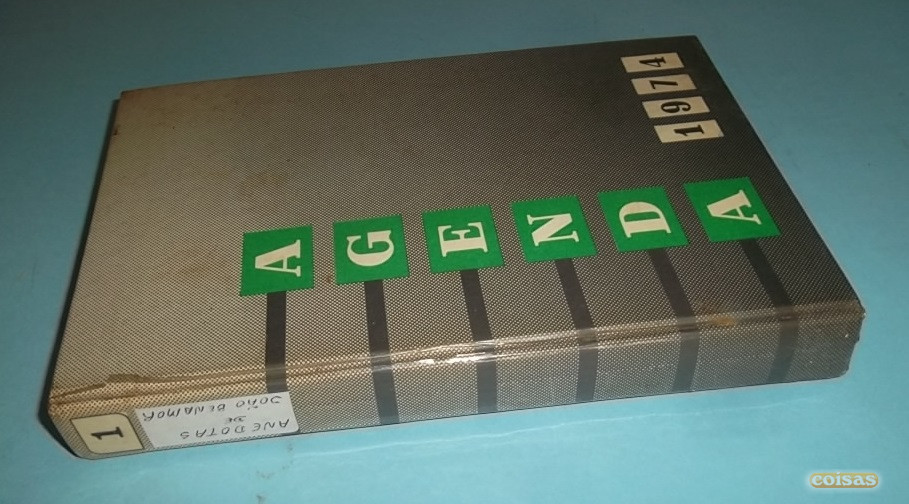 AGENDA
1974
1
ANEDOTAS
DE
JOÃO BENAMOR
coisas